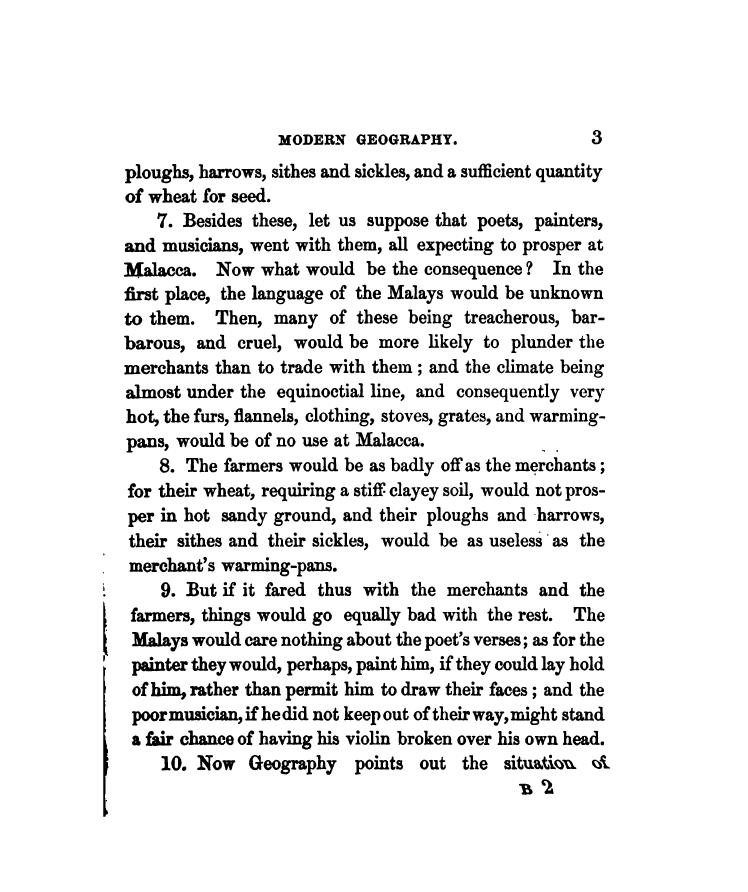 MODERN GEOGRAPHY. 3
ploughs, harrows, sithes and sickles, and a sufficient quantity
of wheat for seed.
7. Besides these, let us suppose that poets, painters,
and musicians, went with them, all expecting to prosper at
Malacca. Now what would be the consequence? In the
first place, the language of the Malays would be unknown
to them. Then, many of these being treacherous, bar-
barous, and cruel, would be more likely to plunder the
merchants than to trade with them; and the climate being
almost under the equinoctial line, and consequently very
hot, the furs, flannels, clothing, stoves, grates, and warming-
pans, would be of no use at Malacca.
8. The farmers would be as badly off as the merchants;
for their wheat, requiring a stiff clayey soil, would not pros-
per in hot sandy ground, and their ploughs and harrows,
their sithes and their sickles, would be as useless as the
merchant's warming-pans.
9. But if it fared thus with the merchants and the
farmers, things would go equally bad with the rest. The
Malays would care nothing about the poet's verses; as for the
painter they would, perhaps, paint him, if they could lay hold
of him, rather than permit him to draw their faces; and the
poor musician, if he did not keep out of their way, might stand
a fair chance of having his violin broken over his own head.
10. Now Geography points out the situation of
B 2